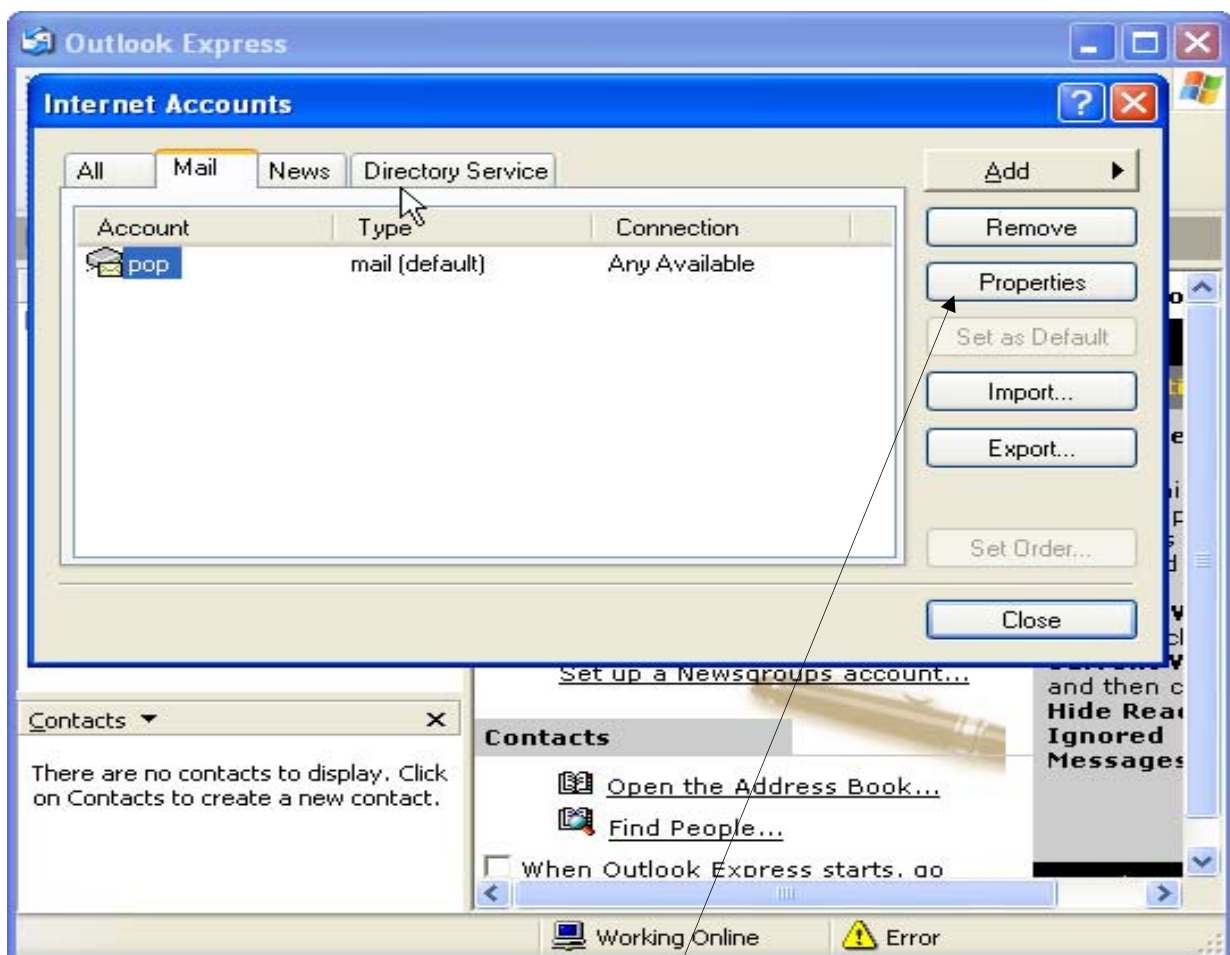 Outlook Express
Internet Accounts
All Mail News Directory Service
Account Type Connection
pop mail (default) Any Available
Add
Remove
Properties
Set as Default
Import...
Export...
Set Order...
Close
Set up a Newsgroups account...
and then c
Hide Read
Ignored
Messages
Contacts
There are no contacts to display. Click
on Contacts to create a new contact.
Contacts
Open the Address Book...
Find People...
When Outlook Express starts, go
Working Online
Error